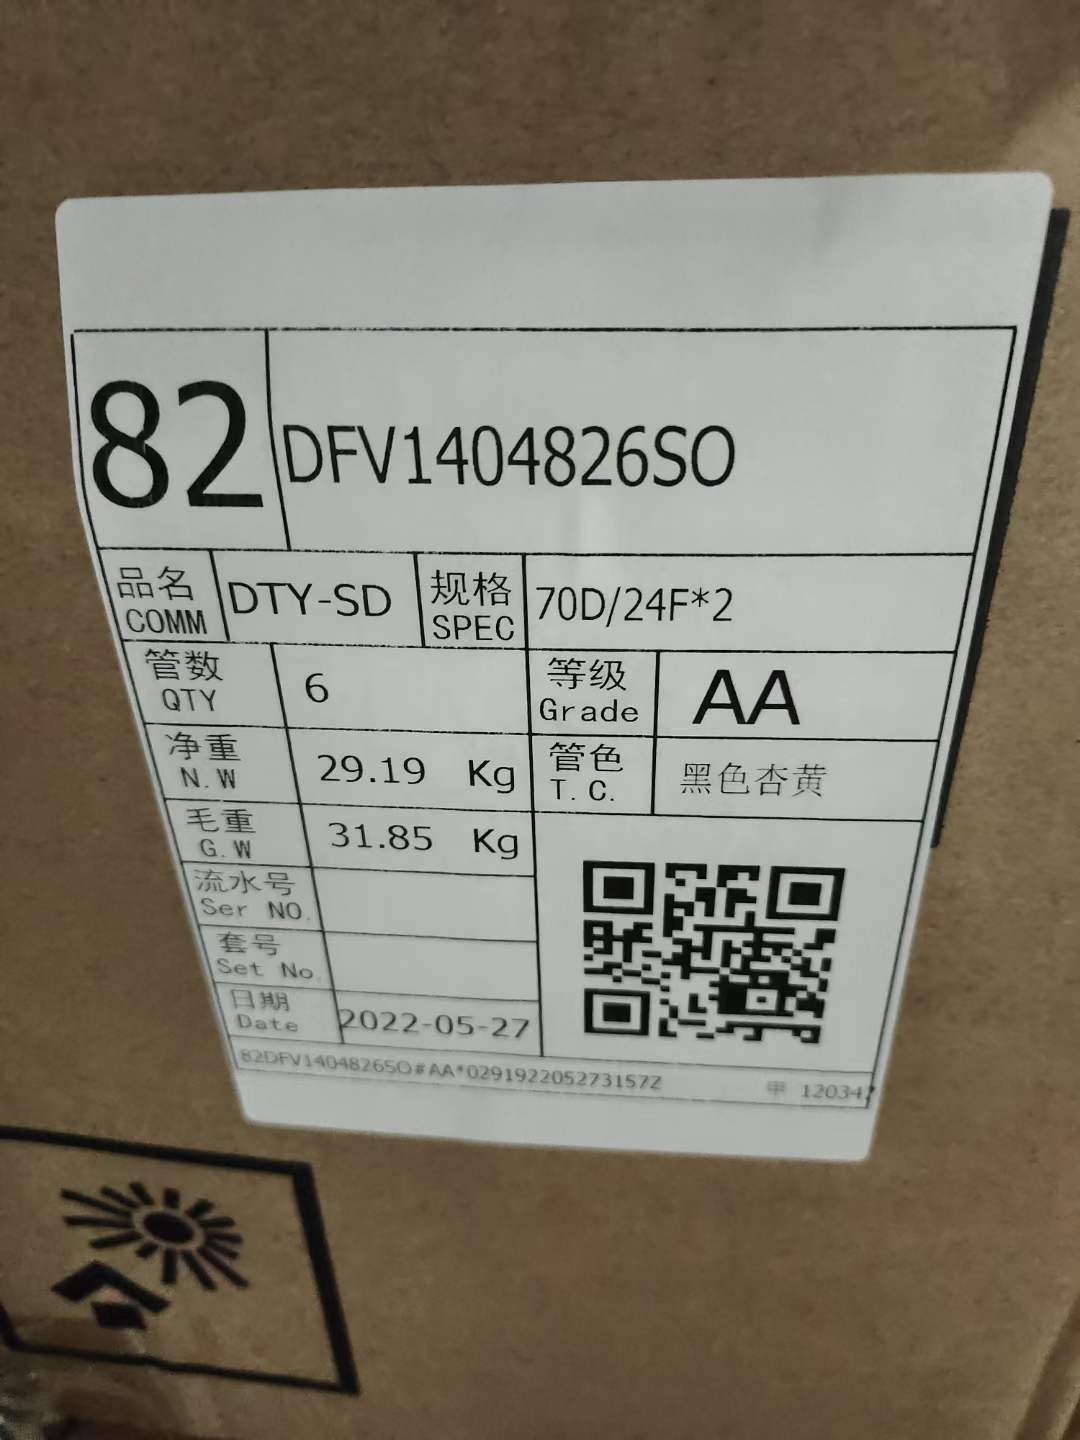 82 DFV1404826SO
品名 COMM DTY-SD 规格 SPEC 70D/24F*2
管数 QTY 6 等级 Grade AA
净重 N.W 29.19 Kg 管色 T.C. 黑色杏黄
毛重 G.W 31.85 Kg
流水号 Ser NO.
套号 Set No.
日期 Date 2022-05-27
82DFV1404826SO#AA*029192205273157Z 甲